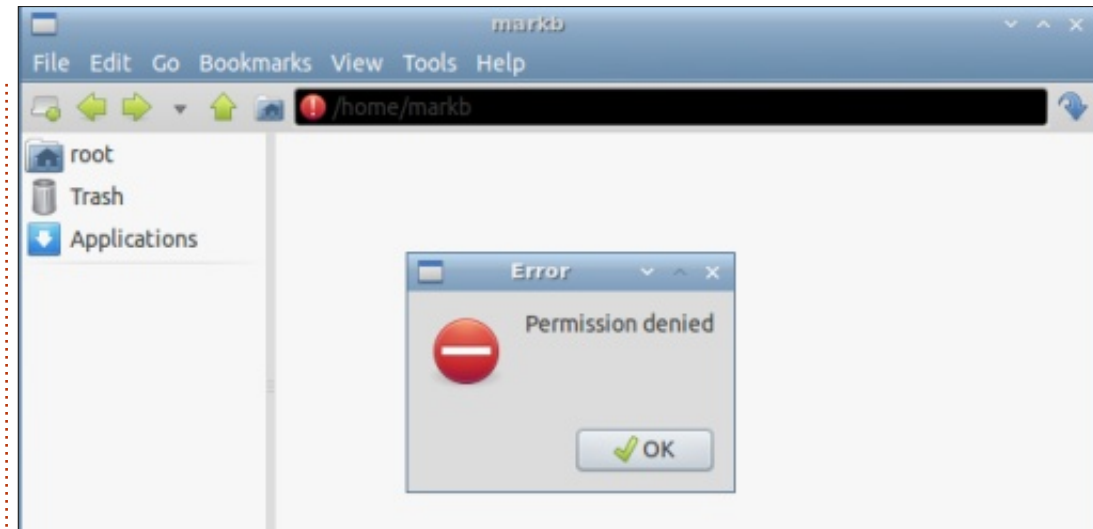 markb
File Edit Go Bookmarks View Tools Help
/home/markb
root
Trash
Applications
Error
Permission denied
OK